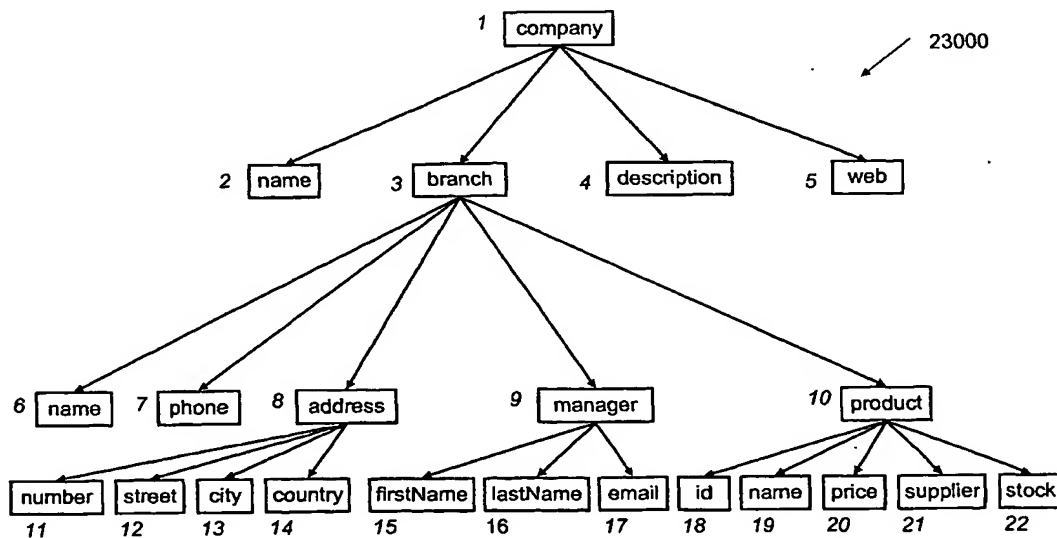 1 company
23000
2 name 3 branch 4 description 5 web
6 name 7 phone 8 address 9 manager 10 product
number street city country firstName lastName email id name price supplier stock
11 12 13 14 15 16 17 18 19 20 21 22